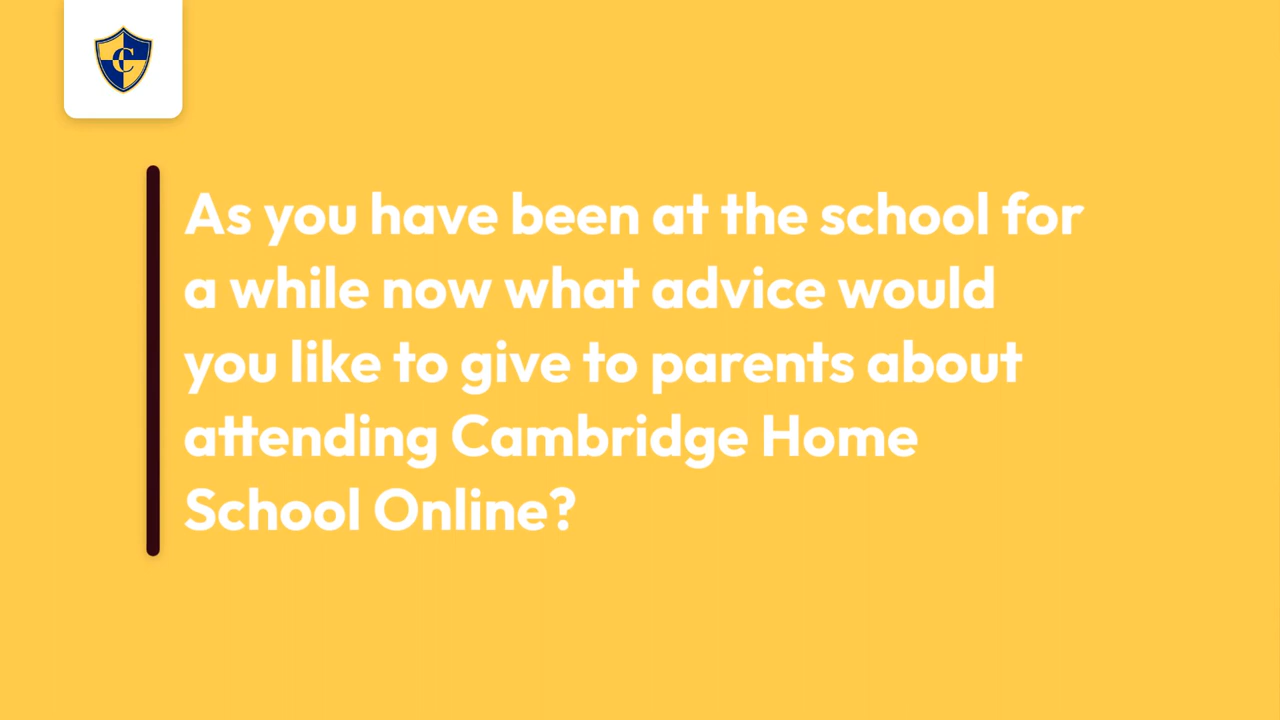 C
As you have been at the school for
a while now what advice would
you like to give to parents about
attending Cambridge Home
School Online?